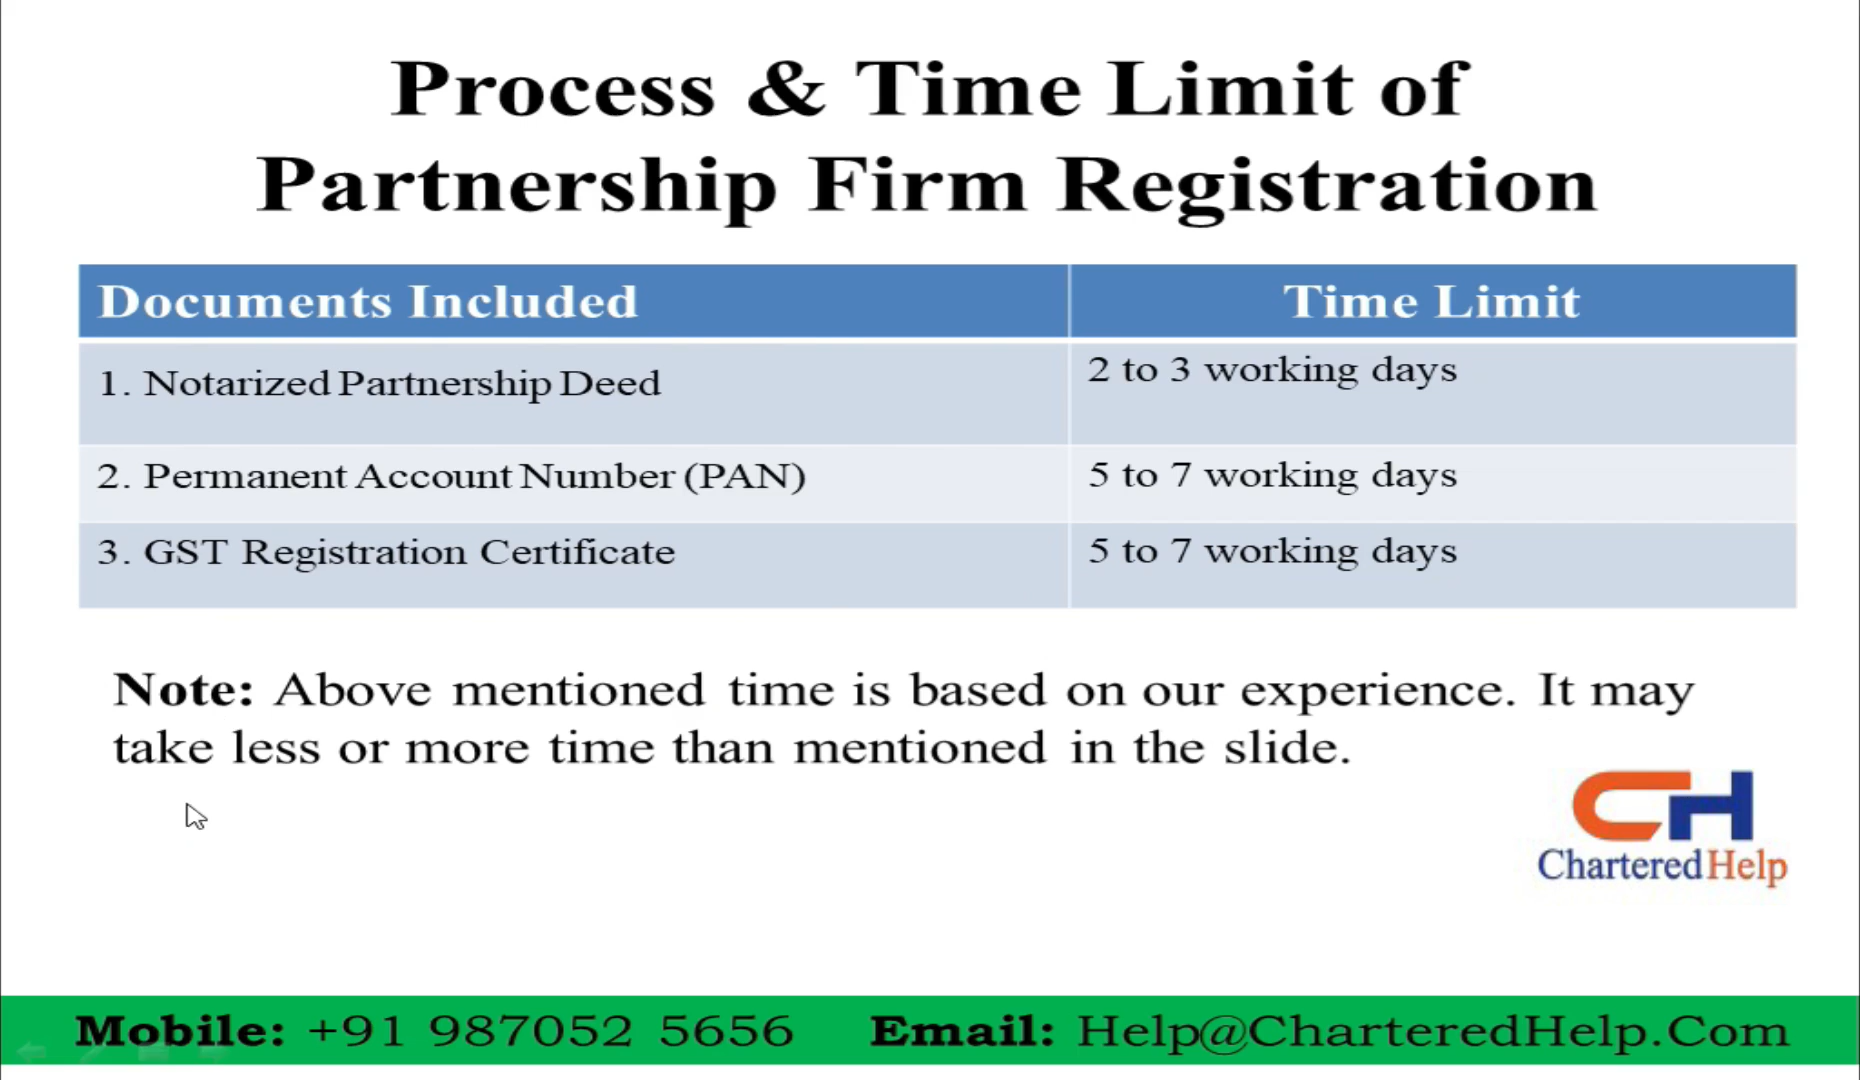 Process & Time Limit of
Partnership Firm Registration
Documents Included Time Limit
1. Notarized Partnership Deed 2 to 3 working days
2. Permanent Account Number (PAN) 5 to 7 working days
3. GST Registration Certificate 5 to 7 working days
Note: Above mentioned time is based on our experience. It may
take less or more time than mentioned in the slide.
CH
CharteredHelp
Mobile: +91 987052 5656 Email: Help@CharteredHelp.Com